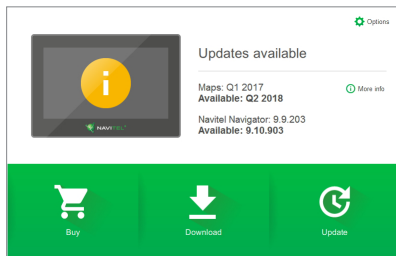 Options
Updates available
Maps: Q1 2017
Available: Q2 2018
More info
Navitel Navigator: 9.9.203
Available: 9.10.903
NAVITEL
Buy
Download
Update